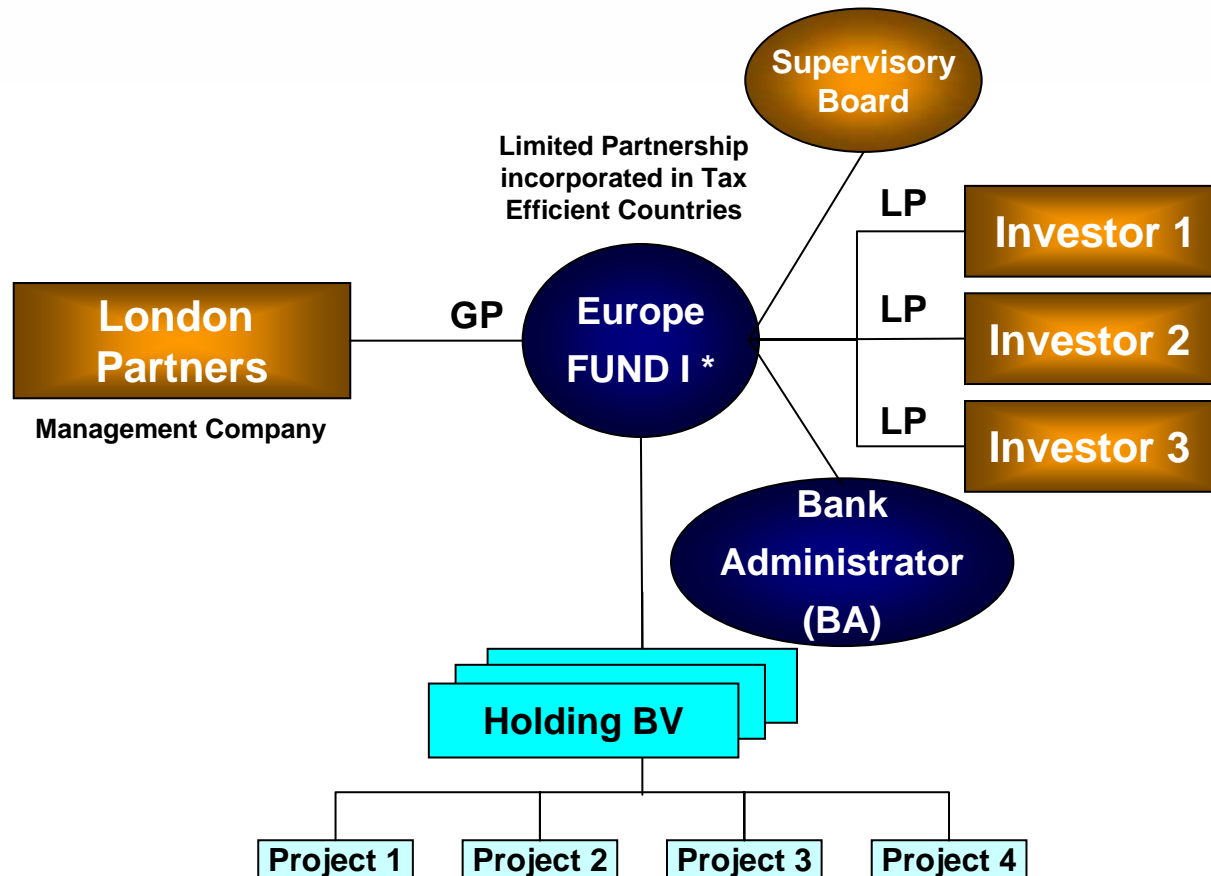 Supervisory
Board
Limited Partnership
incorporated in Tax
Efficient Countries
LP
Investor 1
London
Partners
GP
Europe
FUND I *
LP
Investor 2
Management Company
LP
Investor 3
Bank
Administrator
(BA)
Holding BV
Project 1
Project 2
Project 3
Project 4